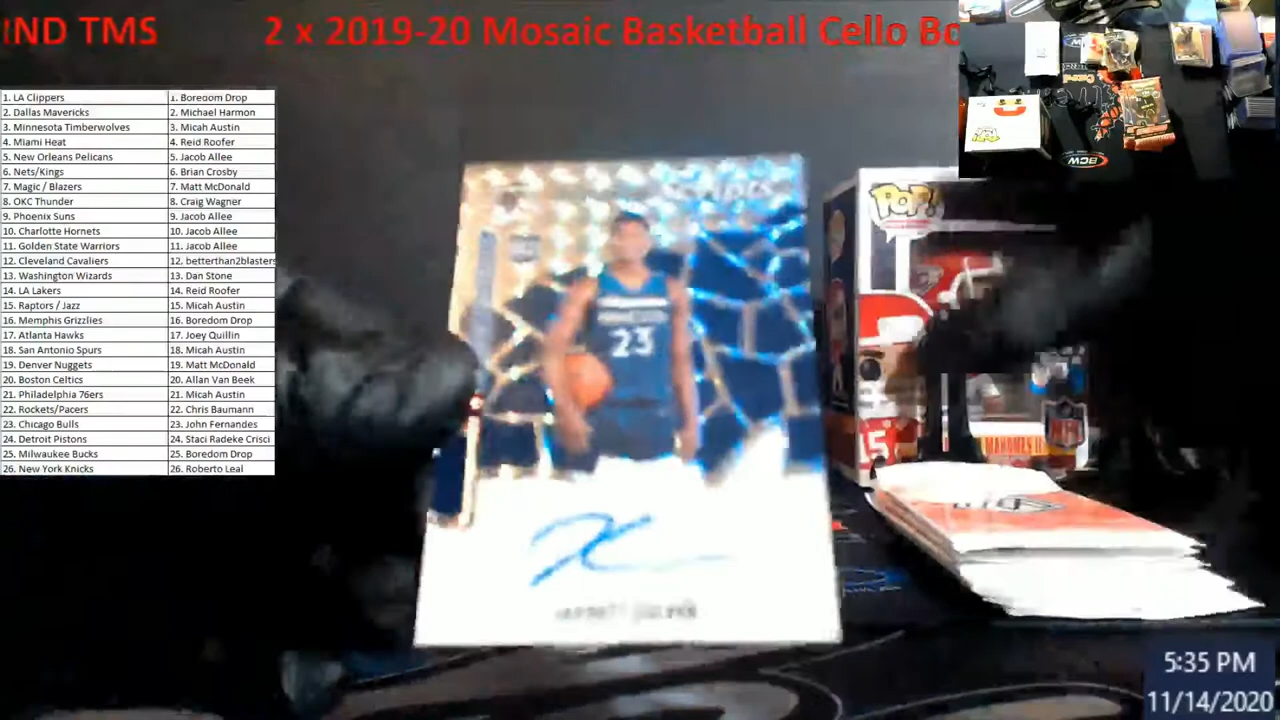 IND TMS 2 x 2019-20 Mosaic Basketball Cello Bo
1. LA Clippers 1. Boredom Drop
2. Dallas Mavericks 2. Michael Harmon
3. Minnesota Timberwolves 3. Micah Austin
4. Miami Heat 4. Reid Roofer
5. New Orleans Pelicans 5. Jacob Allee
6. Nets/Kings 6. Brian Crosby
7. Magic / Blazers 7. Matt McDonald
8. OKC Thunder 8. Craig Wagner
9. Phoenix Suns 9. Jacob Allee
10. Charlotte Hornets 10. Jacob Allee
11. Golden State Warriors 11. Jacob Allee
12. Cleveland Cavaliers 12. betterthan2blasters
13. Washington Wizards 13. Dan Stone
14. LA Lakers 14. Reid Roofer
15. Raptors / Jazz 15. Micah Austin
16. Memphis Grizzlies 16. Boredom Drop
17. Atlanta Hawks 17. Joey Quillin
18. San Antonio Spurs 18. Micah Austin
19. Denver Nuggets 19. Matt McDonald
20. Boston Celtics 20. Allan Van Beek
21. Philadelphia 76ers 21. Micah Austin
22. Rockets/Pacers 22. Chris Baumann
23. Chicago Bulls 23. John Fernandes
24. Detroit Pistons 24. Staci Radeke Crisci
25. Milwaukee Bucks 25. Boredom Drop
26. New York Knicks 26. Roberto Leal
BCW
POP!
23
NFL
15
MAHOMES II
5:35 PM
11/14/2020